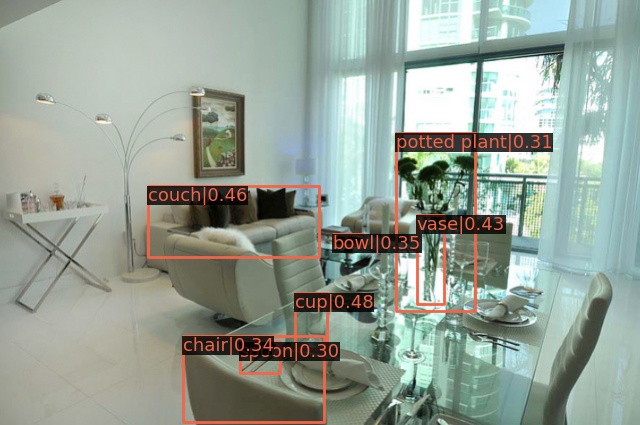 potted plant|0.31
couch|0.46
vase|0.43
bowl|0.35
cup|0.48
chair|0.34
spoon|0.30